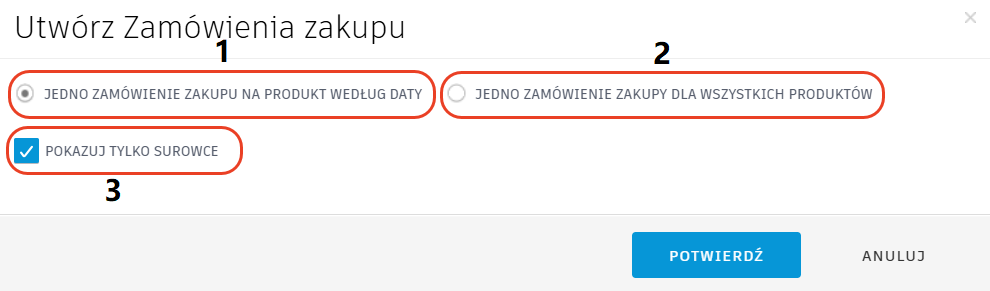 Utwórz Zamówienia zakupu
×
1
2
JEDNO ZAMÓWIENIE ZAKUPU NA PRODUKT WEDŁUG DATY
JEDNO ZAMÓWIENIE ZAKUPY DLA WSZYSTKICH PRODUKTÓW
POKAZUJ TYLKO SUROWCE
3
POTWIERDŹ
ANULUJ